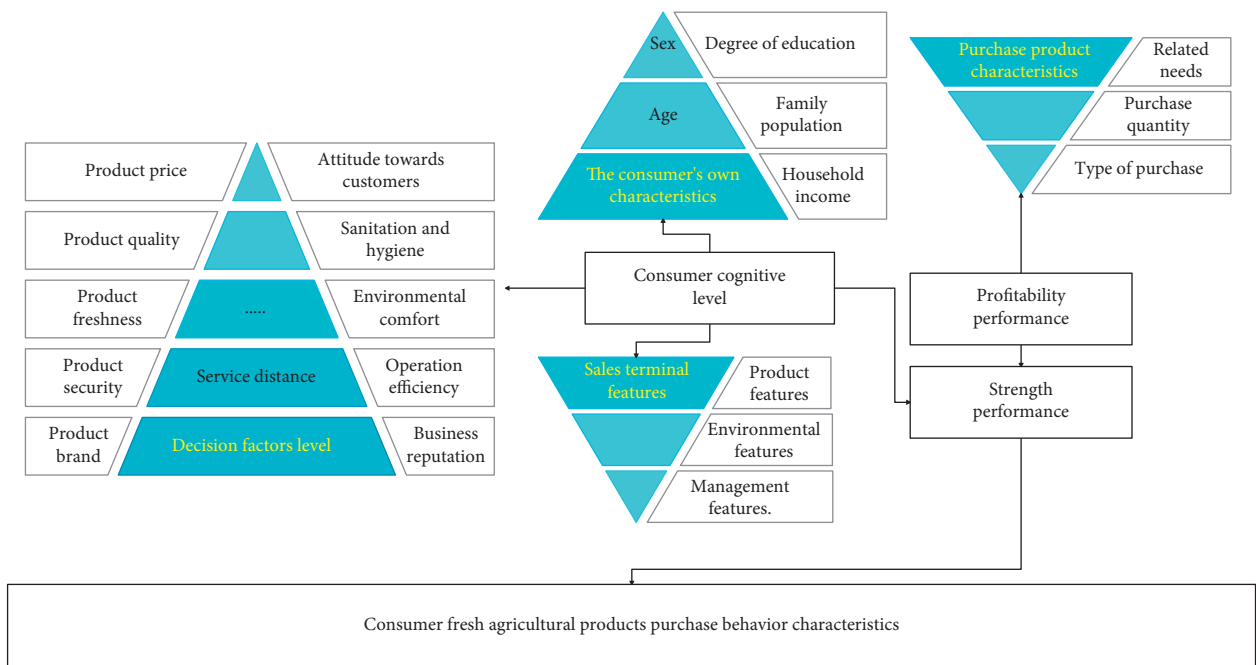 Sex
Degree of education
Age
Family
population
The consumer's own
characteristics
Household
income
Purchase product
characteristics
Related
needs
Purchase
quantity
Type of purchase
Product price
Attitude towards
customers
Product quality
Sanitation and
hygiene
Product
freshness
.....
Environmental
comfort
Product
security
Service distance
Operation
efficiency
Product
brand
Decision factors level
Business
reputation
Consumer cognitive
level
Profitability
performance
Sales terminal
features
Product
features
Environmental
features
Management
features.
Strength
performance
Consumer fresh agricultural products purchase behavior characteristics